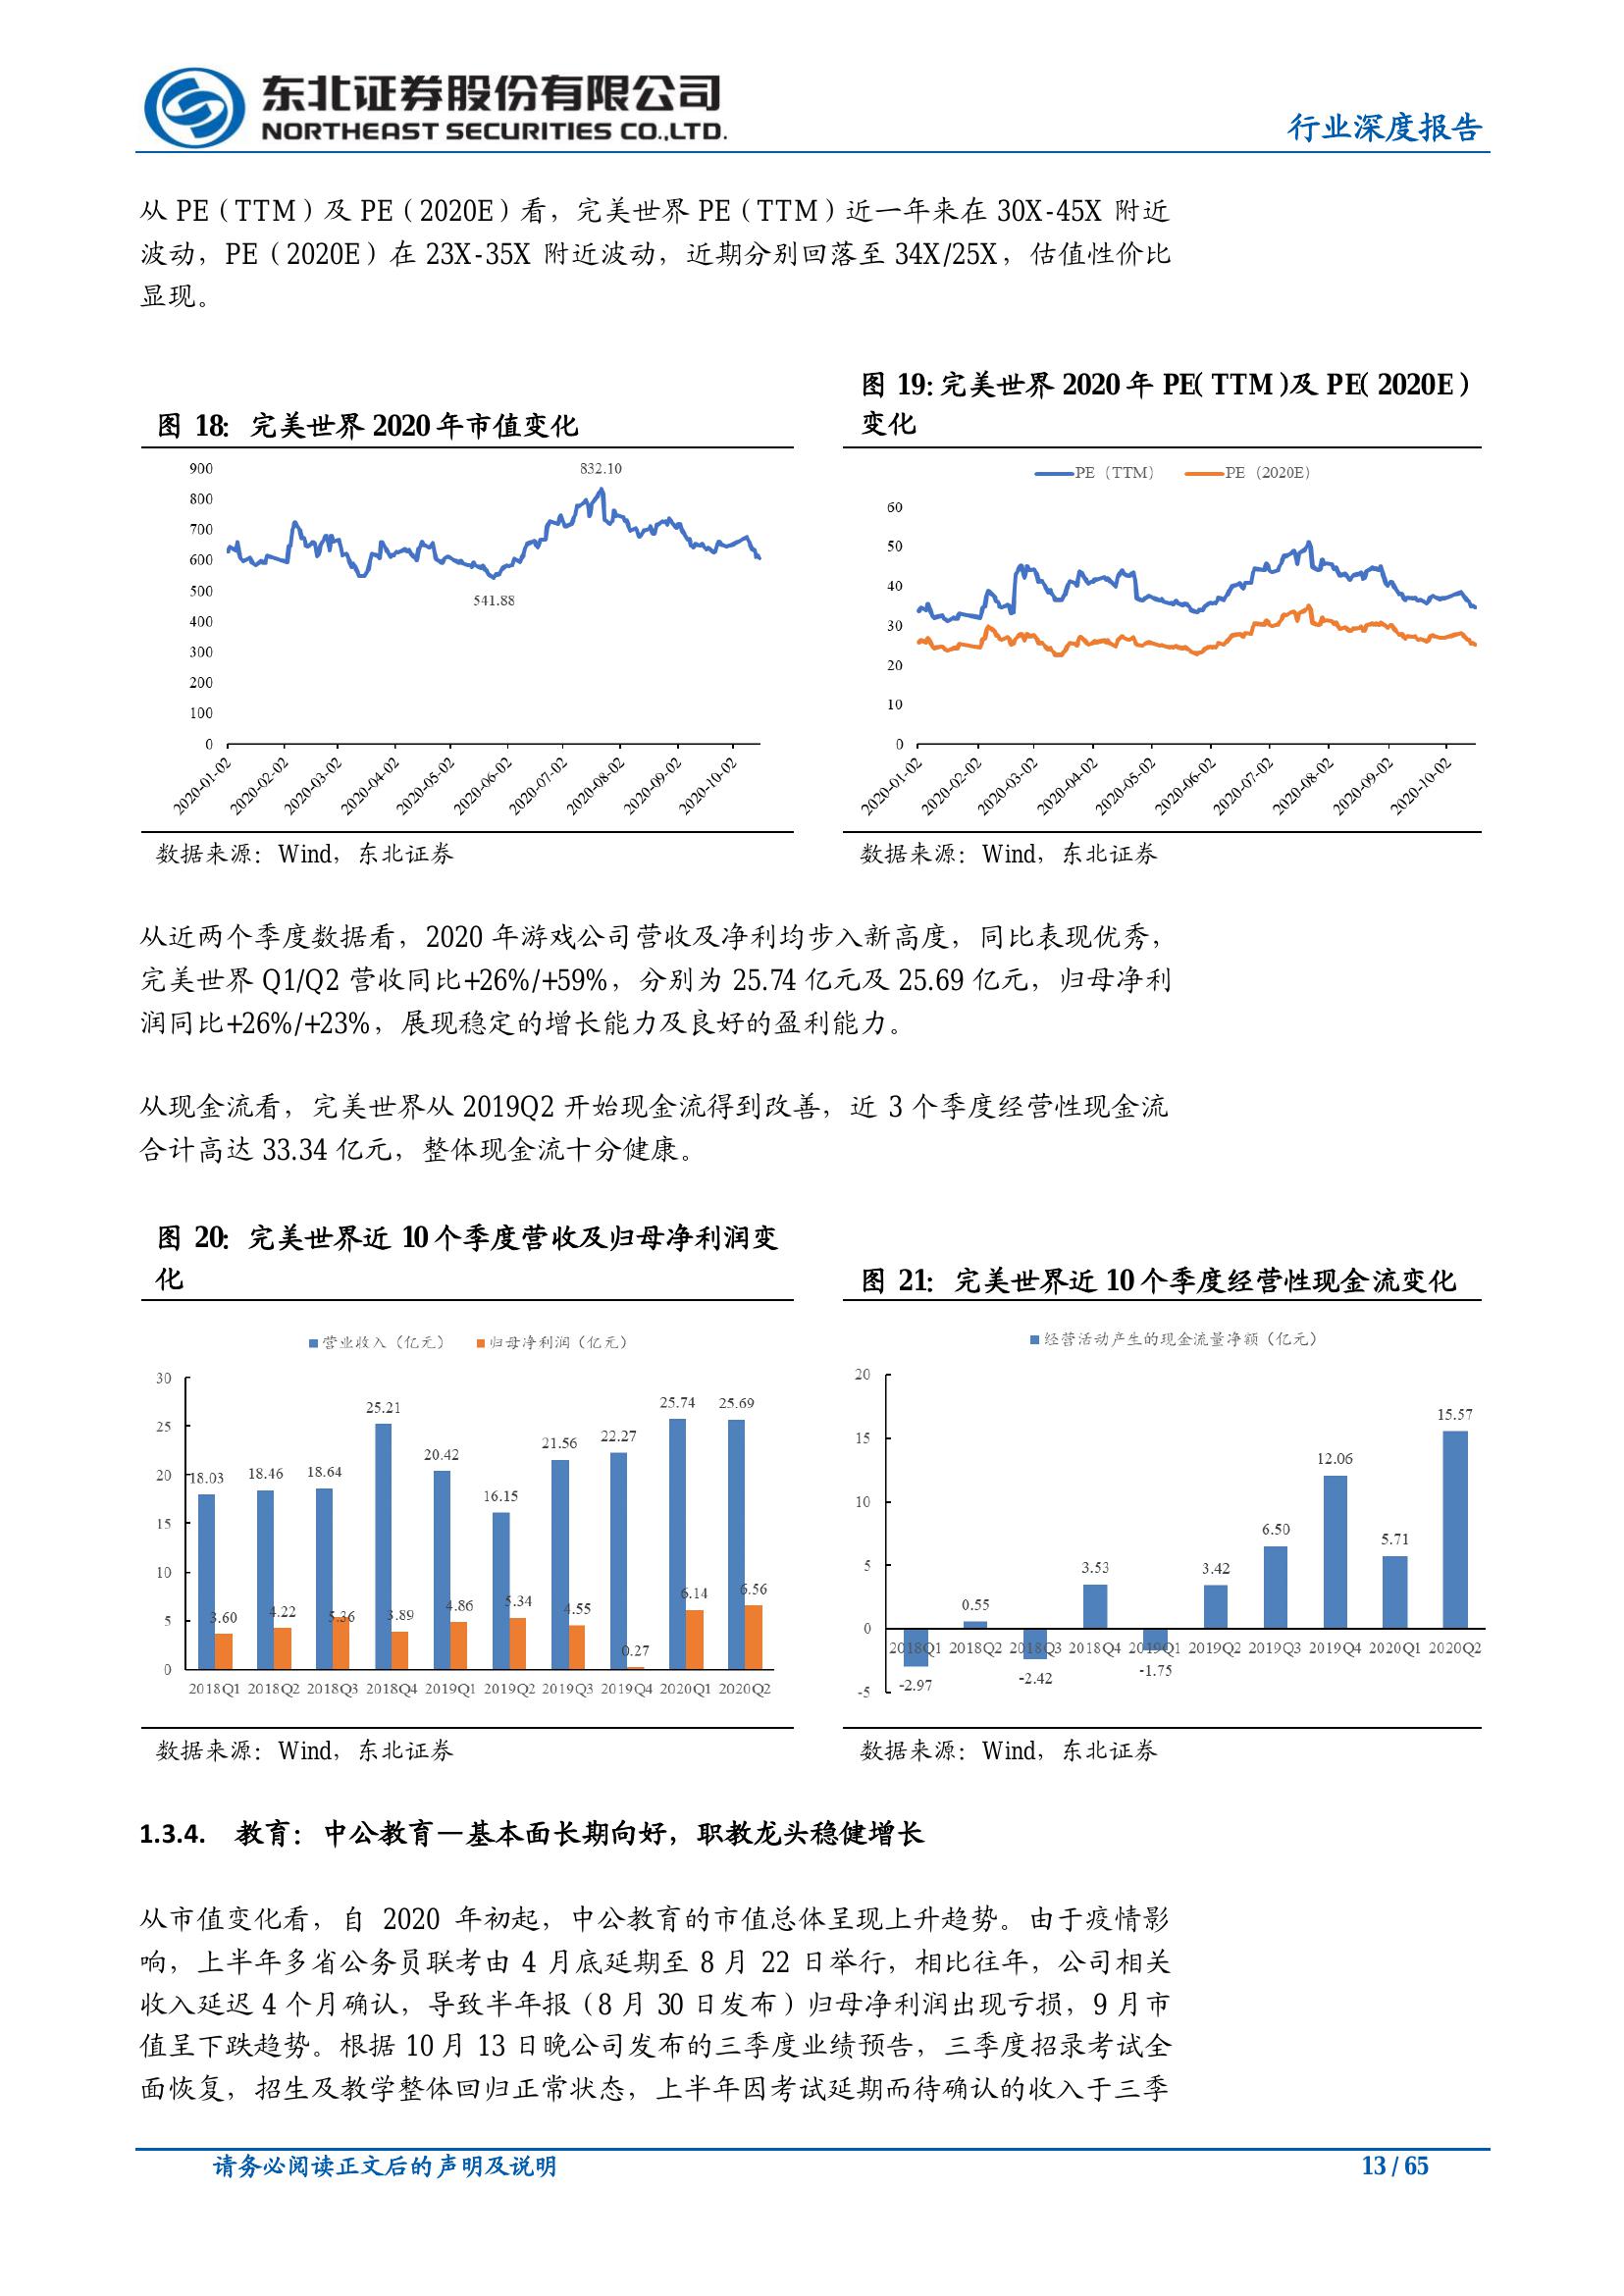 东北证券股份有限公司
NORTHEAST SECURITIES CO.,LTD.
行业深度报告
从 PE（TTM）及 PE（2020E）看，完美世界 PE（TTM）近一年来在 30X-45X 附近
波动，PE（2020E）在 23X-35X 附近波动，近期分别回落至 34X/25X，估值性价比
显现。
图 18：完美世界 2020 年市值变化
900
800
700
600
500
400
300
200
100
0
832.10
541.88
2020-01-02
2020-02-02
2020-03-02
2020-04-02
2020-05-02
2020-06-02
2020-07-02
2020-08-02
2020-09-02
2020-10-02
数据来源：Wind，东北证券
图 19：完美世界 2020 年 PE（TTM）及 PE（2020E）
变化
PE（TTM） PE（2020E）
60
50
40
30
20
10
0
2020-01-02
2020-02-02
2020-03-02
2020-04-02
2020-05-02
2020-06-02
2020-07-02
2020-08-02
2020-09-02
2020-10-02
数据来源：Wind，东北证券
从近两个季度数据看，2020 年游戏公司营收及净利均步入新高度，同比表现优秀，
完美世界 Q1/Q2 营收同比+26%/+59%，分别为 25.74 亿元及 25.69 亿元，归母净利
润同比+26%/+23%，展现稳定的增长能力及良好的盈利能力。
从现金流看，完美世界从 2019Q2 开始现金流得到改善，近 3 个季度经营性现金流
合计高达 33.34 亿元，整体现金流十分健康。
图 20：完美世界近 10 个季度营收及归母净利润变
化
营业收入（亿元） 归母净利润（亿元）
30
25
20
15
10
5
0
18.03 18.46 18.64 25.21 20.42 16.15 21.56 22.27 25.74 25.69
3.60 4.22 5.36 3.89 4.86 5.34 4.55 0.27 6.14 6.56
2018Q1 2018Q2 2018Q3 2018Q4 2019Q1 2019Q2 2019Q3 2019Q4 2020Q1 2020Q2
数据来源：Wind，东北证券
图 21：完美世界近 10 个季度经营性现金流变化
经营活动产生的现金流量净额（亿元）
20
15
10
5
0
-5
-2.97 0.55 -2.42 3.53 -1.75 3.42 6.50 12.06 5.71 15.57
2018Q1 2018Q2 2018Q3 2018Q4 2019Q1 2019Q2 2019Q3 2019Q4 2020Q1 2020Q2
数据来源：Wind，东北证券
1.3.4. 教育：中公教育—基本面长期向好，职教龙头稳健增长
从市值变化看，自 2020 年初起，中公教育的市值总体呈现上升趋势。由于疫情影
响，上半年多省公务员联考由 4 月底延期至 8 月 22 日举行，相比往年，公司相关
收入延迟 4 个月确认，导致半年报（8 月 30 日发布）归母净利润出现亏损，9 月市
值呈下跌趋势。根据 10 月 13 日晚公司发布的三季度业绩预告，三季度招录考试全
面恢复，招生及教学整体回归正常状态，上半年因考试延期而待确认的收入于三季
请务必阅读正文后的声明及说明
13 / 65